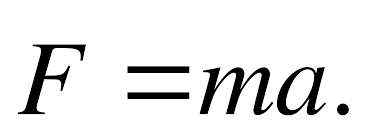 F = ma.